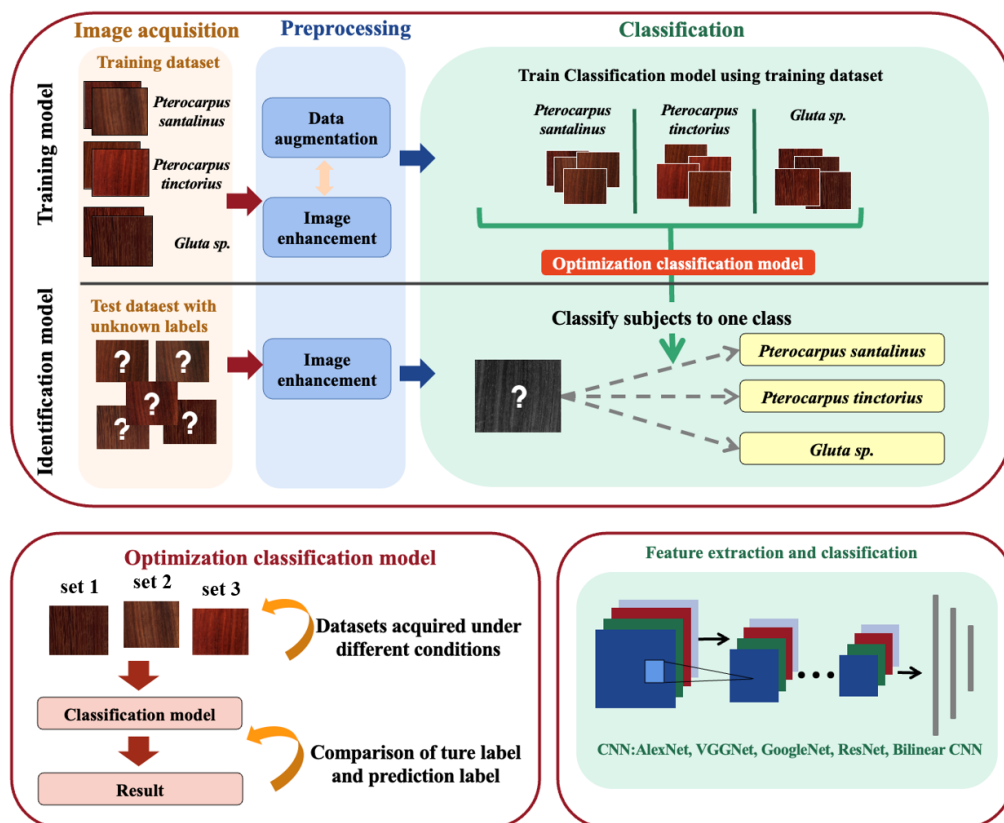 Image acquisition
Preprocessing
Classification
Training model
Training dataset
Pterocarpus
santalinus
Pterocarpus
tinctorius
Gluta sp.
Data
augmentation
Image
enhancement
Train Classification model using training dataset
Pterocarpus
santalinus
Pterocarpus
tinctorius
Gluta sp.
Optimization classification model
Identification model
Test dataest with
unknown labels
?
?
?
?
?
Image
enhancement
Classify subjects to one class
?
Pterocarpus santalinus
Pterocarpus tinctorius
Gluta sp.
Optimization classification model
set 1
set 2
set 3
Datasets acquired under
different conditions
Classification model
Comparison of ture label
and prediction label
Result
Feature extraction and classification
CNN:AlexNet, VGGNet, GoogleNet, ResNet, Bilinear CNN